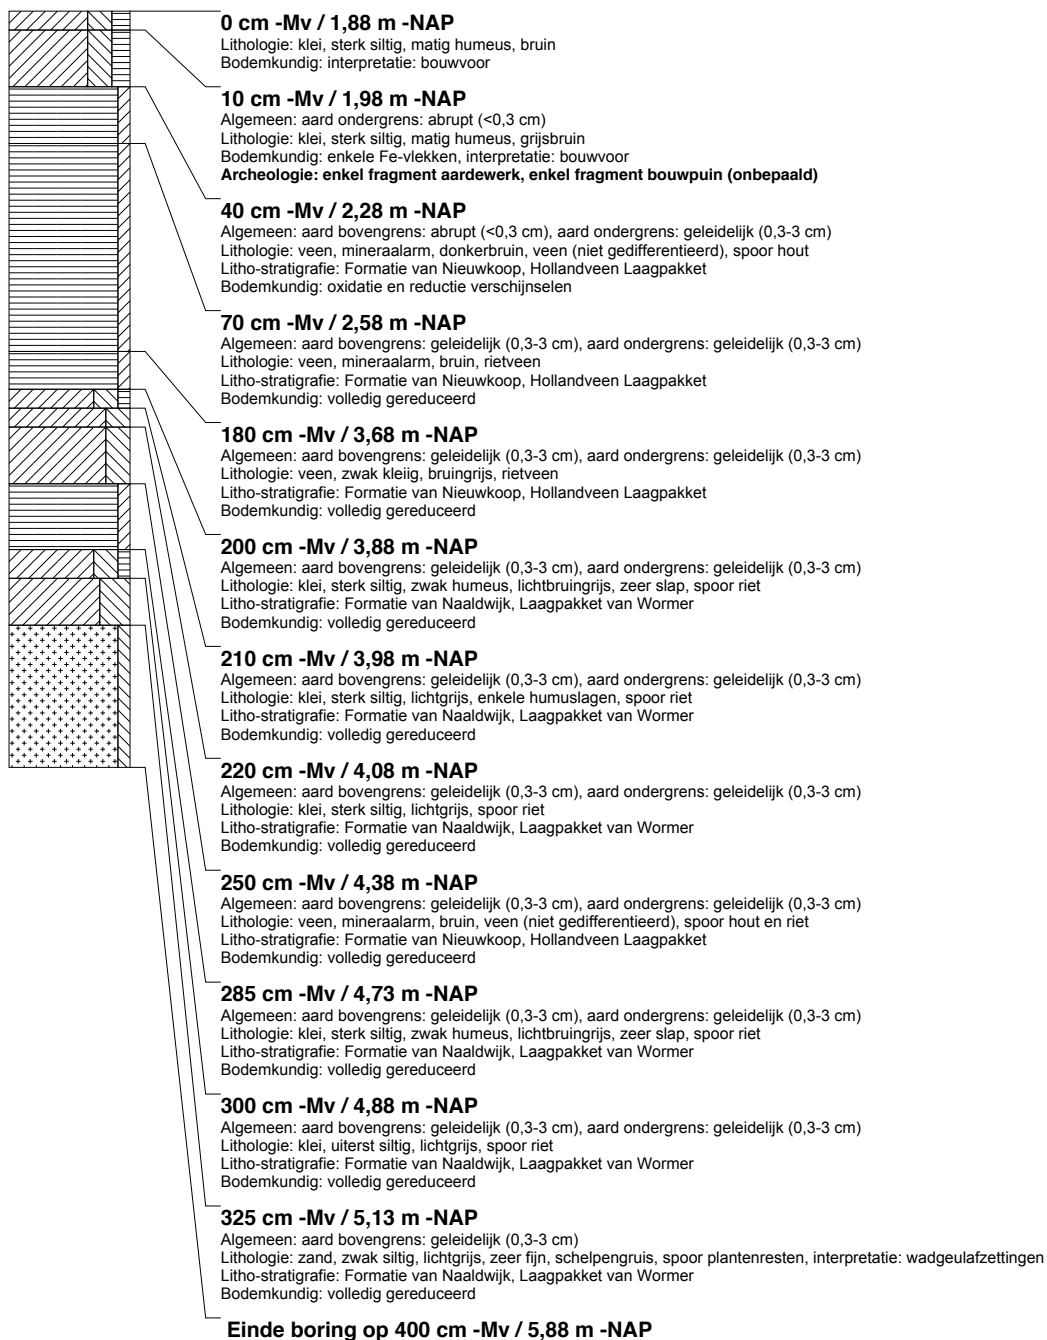 0 cm -Mv / 1,88 m -NAP
Lithologie: klei, sterk siltig, matig humeus, bruin
Bodemkundig: interpretatie: bouwvoor
10 cm -Mv / 1,98 m -NAP
Algemeen: aard ondergrens: abrupt (<0,3 cm)
Lithologie: klei, sterk siltig, matig humeus, grijsbruin
Bodemkundig: enkele Fe-vlekken, interpretatie: bouwvoor
Archeologie: enkel fragment aardewerk, enkel fragment bouwpuin (onbepaald)
40 cm -Mv / 2,28 m -NAP
Algemeen: aard bovengrens: abrupt (<0,3 cm), aard ondergrens: geleidelijk (0,3-3 cm)
Lithologie: veen, mineraalarm, donkerbruin, veen (niet gedifferentieerd), spoor hout
Litho-stratigrafie: Formatie van Nieuwkoop, Hollandveen Laagpakket
Bodemkundig: oxidatie en reductie verschijnselen
70 cm -Mv / 2,58 m -NAP
Algemeen: aard bovengrens: geleidelijk (0,3-3 cm), aard ondergrens: geleidelijk (0,3-3 cm)
Lithologie: veen, mineraalarm, bruin, rietveen
Litho-stratigrafie: Formatie van Nieuwkoop, Hollandveen Laagpakket
Bodemkundig: volledig gereduceerd
180 cm -Mv / 3,68 m -NAP
Algemeen: aard bovengrens: geleidelijk (0,3-3 cm), aard ondergrens: geleidelijk (0,3-3 cm)
Lithologie: veen, zwak kleiig, bruingrijs, rietveen
Litho-stratigrafie: Formatie van Nieuwkoop, Hollandveen Laagpakket
Bodemkundig: volledig gereduceerd
200 cm -Mv / 3,88 m -NAP
Algemeen: aard bovengrens: geleidelijk (0,3-3 cm), aard ondergrens: geleidelijk (0,3-3 cm)
Lithologie: klei, sterk siltig, zwak humeus, lichtbruingrijs, zeer slap, spoor riet
Litho-stratigrafie: Formatie van Naaldwijk, Laagpakket van Wormer
Bodemkundig: volledig gereduceerd
210 cm -Mv / 3,98 m -NAP
Algemeen: aard bovengrens: geleidelijk (0,3-3 cm), aard ondergrens: geleidelijk (0,3-3 cm)
Lithologie: klei, sterk siltig, lichtgrijs, enkele humuslagen, spoor riet
Litho-stratigrafie: Formatie van Naaldwijk, Laagpakket van Wormer
Bodemkundig: volledig gereduceerd
220 cm -Mv / 4,08 m -NAP
Algemeen: aard bovengrens: geleidelijk (0,3-3 cm), aard ondergrens: geleidelijk (0,3-3 cm)
Lithologie: klei, sterk siltig, lichtgrijs, spoor riet
Litho-stratigrafie: Formatie van Naaldwijk, Laagpakket van Wormer
Bodemkundig: volledig gereduceerd
250 cm -Mv / 4,38 m -NAP
Algemeen: aard bovengrens: geleidelijk (0,3-3 cm), aard ondergrens: geleidelijk (0,3-3 cm)
Lithologie: veen, mineraalarm, bruin, veen (niet gedifferentieerd), spoor hout en riet
Litho-stratigrafie: Formatie van Nieuwkoop, Hollandveen Laagpakket
Bodemkundig: volledig gereduceerd
285 cm -Mv / 4,73 m -NAP
Algemeen: aard bovengrens: geleidelijk (0,3-3 cm), aard ondergrens: geleidelijk (0,3-3 cm)
Lithologie: klei, sterk siltig, zwak humeus, lichtbruingrijs, zeer slap, spoor riet
Litho-stratigrafie: Formatie van Naaldwijk, Laagpakket van Wormer
Bodemkundig: volledig gereduceerd
300 cm -Mv / 4,88 m -NAP
Algemeen: aard bovengrens: geleidelijk (0,3-3 cm), aard ondergrens: geleidelijk (0,3-3 cm)
Lithologie: klei, uiterst siltig, lichtgrijs, spoor riet
Litho-stratigrafie: Formatie van Naaldwijk, Laagpakket van Wormer
Bodemkundig: volledig gereduceerd
325 cm -Mv / 5,13 m -NAP
Algemeen: aard bovengrens: geleidelijk (0,3-3 cm)
Lithologie: zand, zwak siltig, lichtgrijs, zeer fijn, schelpengruis, spoor plantenresten, interpretatie: wadgeulafzettingen
Litho-stratigrafie: Formatie van Naaldwijk, Laagpakket van Wormer
Bodemkundig: volledig gereduceerd
Einde boring op 400 cm -Mv / 5,88 m -NAP